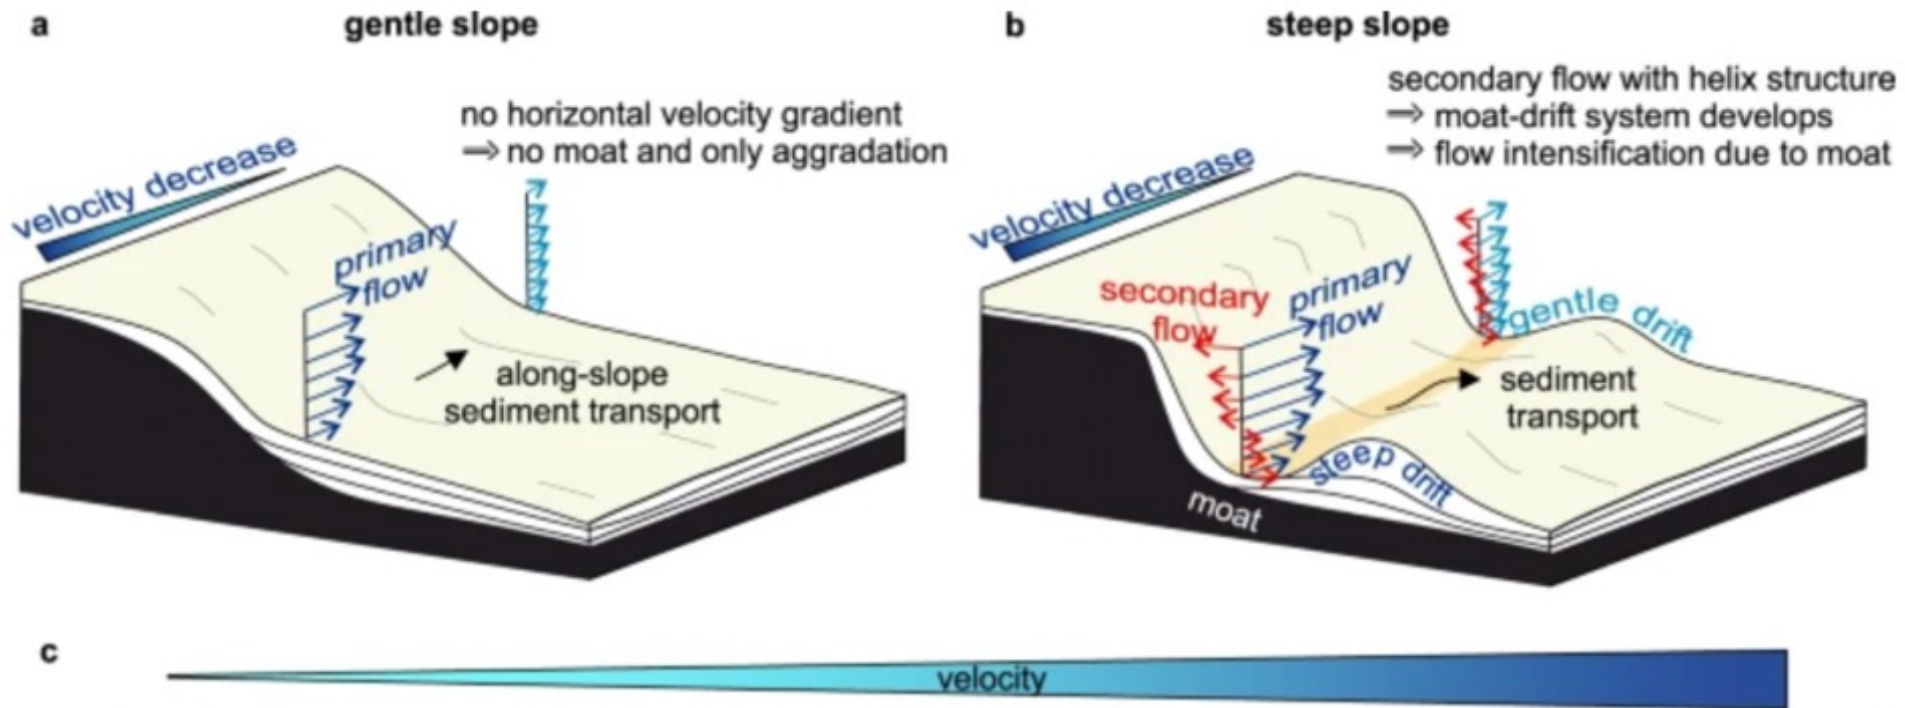 a
gentle slope
no horizontal velocity gradient
⇒ no moat and only aggradation
velocity decrease
primary
flow
along-slope
sediment transport
b
steep slope
secondary flow with helix structure
⇒ moat-drift system develops
⇒ flow intensification due to moat
velocity decrease
secondary
flow
primary
flow
gentle drift
sediment
transport
steep drift
moat
c
velocity